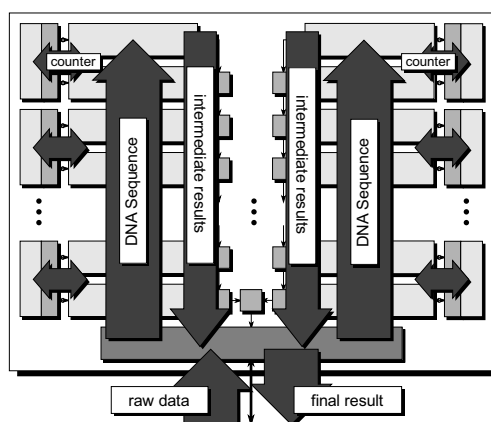 counter
counter
DNA Sequence
intermediate results
intermediate results
DNA Sequence
raw data
final result